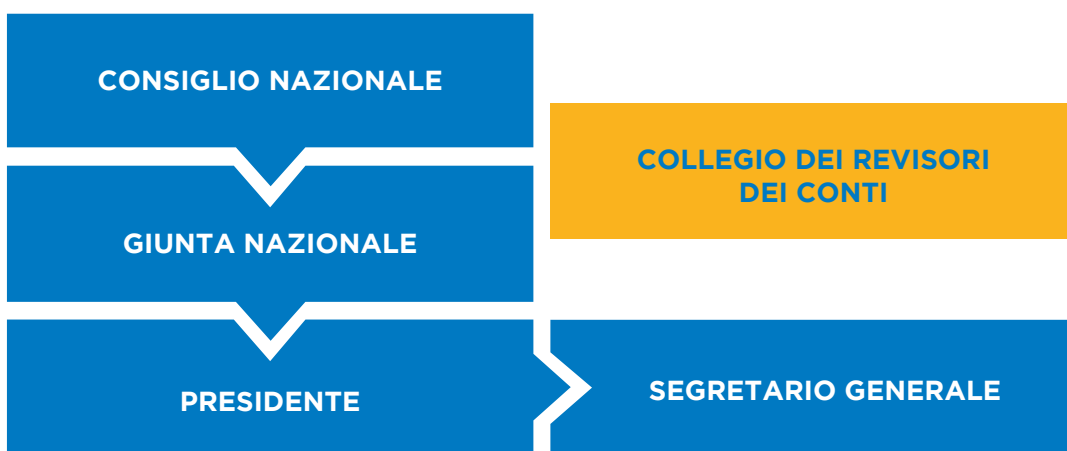 CONSIGLIO NAZIONALE
COLLEGIO DEI REVISORI
DEI CONTI
GIUNTA NAZIONALE
PRESIDENTE
SEGRETARIO GENERALE